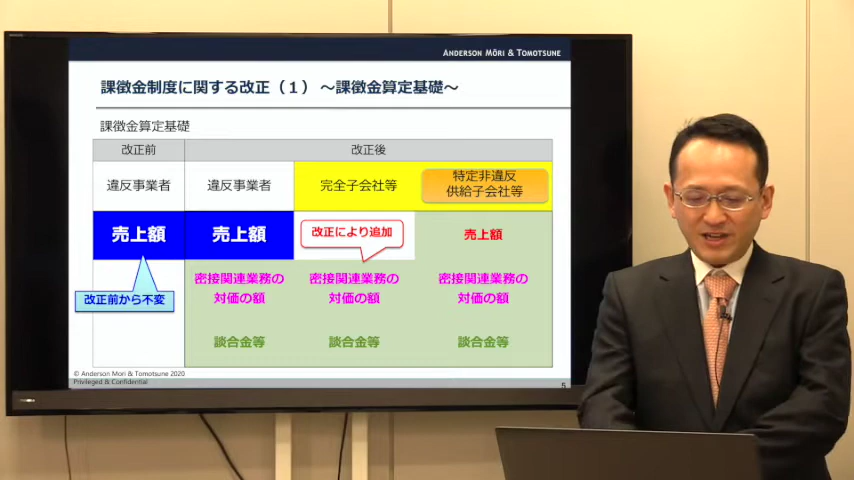 ANDERSON MŌRI & TOMOTSUNE
課徴金制度に関する改正（１）～課徴金算定基礎～
課徴金算定基礎
改正前
改正後
違反事業者
違反事業者
完全子会社等
特定非違反
供給子会社等
売上額
売上額
改正により追加
売上額
改正前から不変
密接関連業務の
対価の額
密接関連業務の
対価の額
密接関連業務の
対価の額
談合金等
談合金等
談合金等
© Anderson Mori & Tomotsune 2020
Privileged & Confidential
5